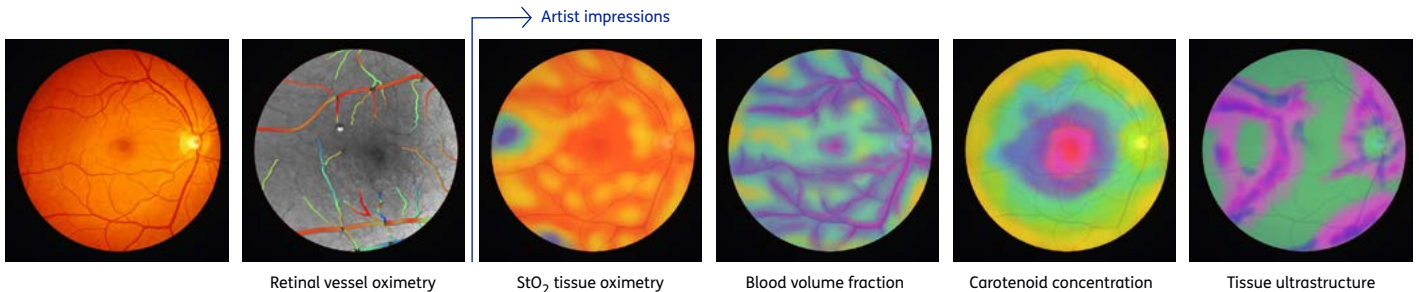 Artist impressions
Retinal vessel oximetry
StO₂ tissue oximetry
Blood volume fraction
Carotenoid concentration
Tissue ultrastructure